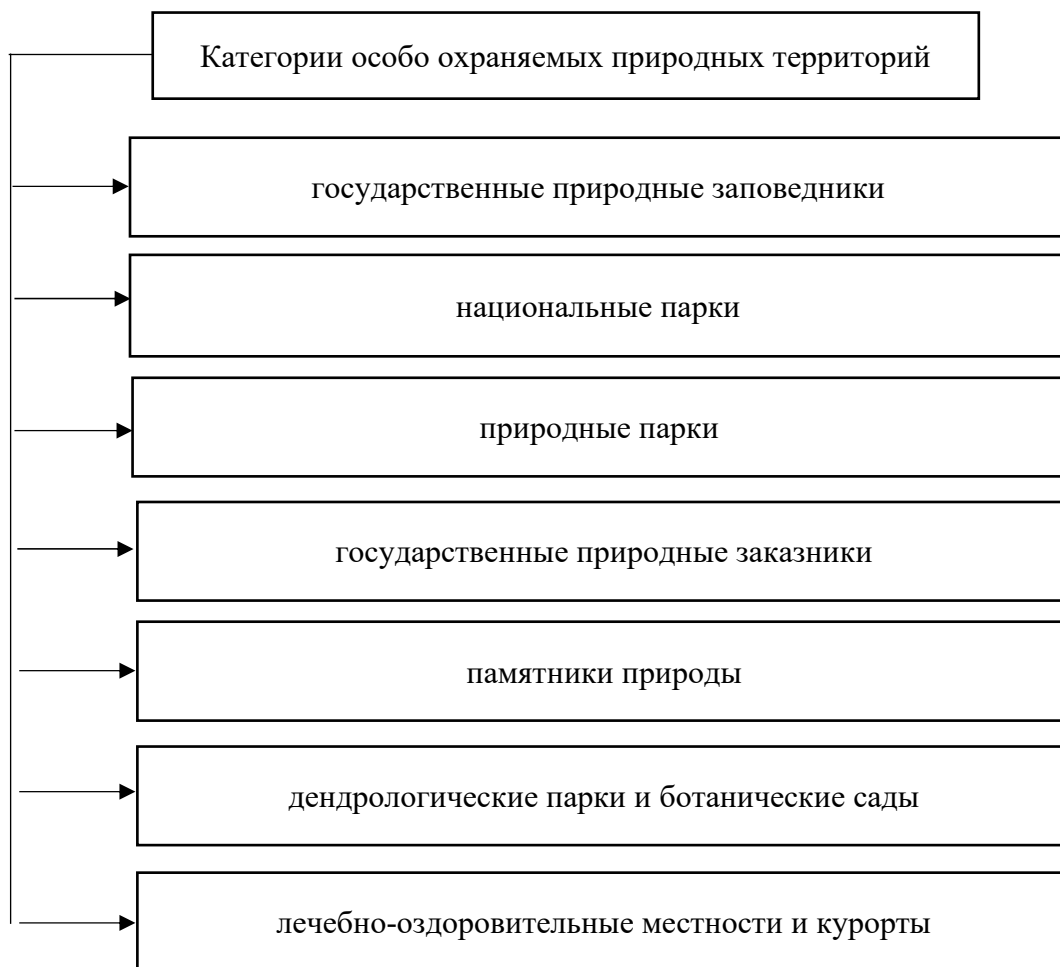 Категории особо охраняемых природных территорий
государственные природные заповедники
национальные парки
природные парки
государственные природные заказники
памятники природы
дендрологические парки и ботанические сады
лечебно-оздоровительные местности и курорты